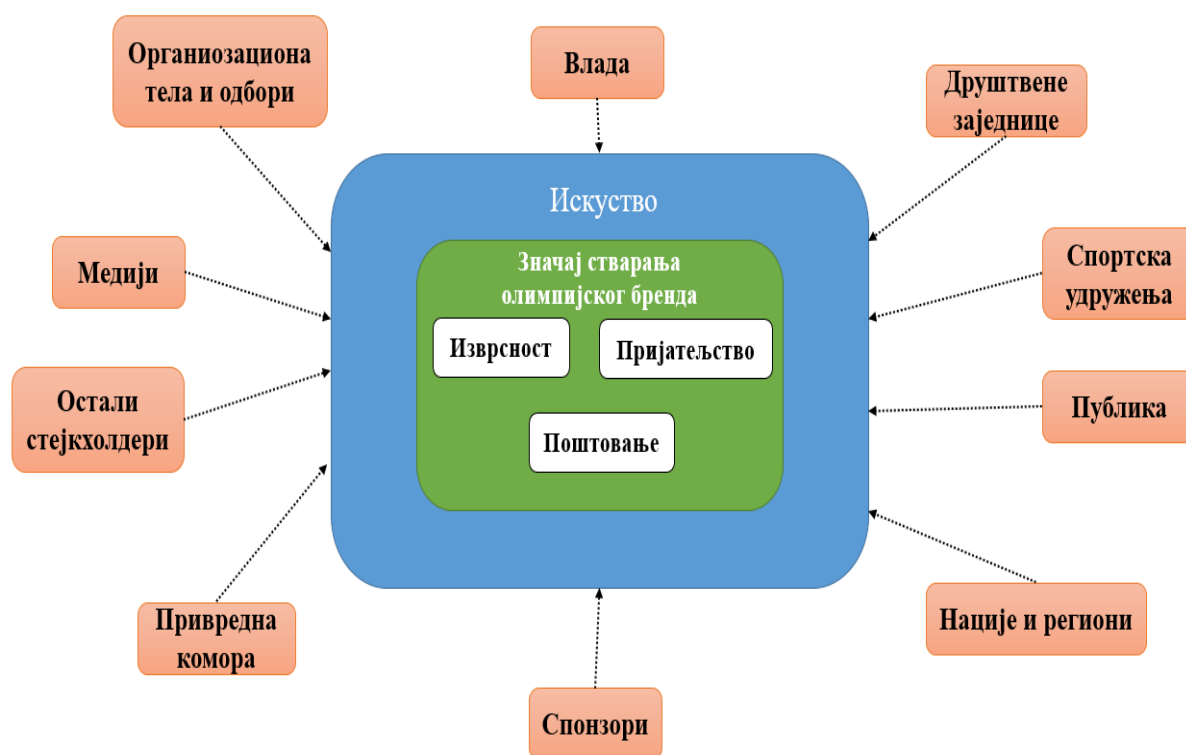 Органиозациона
тела и одбори
Влада
Друштвене
заједнице
Искуство
Медији
Значај стварања
олимпијског бренда
Спортска
удружења
Изврсност
Пријатељство
Остали
стејкхолдери
Публика
Поштовање
Привредна
комора
Нације и региони
Спонзори